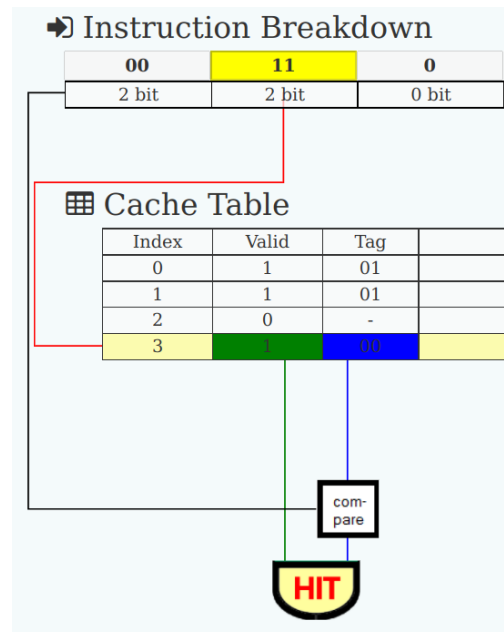 Instruction Breakdown
00 11 0
2 bit 2 bit 0 bit
Cache Table
Index Valid Tag
0 1 01
1 1 01
2 0 -
3 1 00
com-
pare
HIT